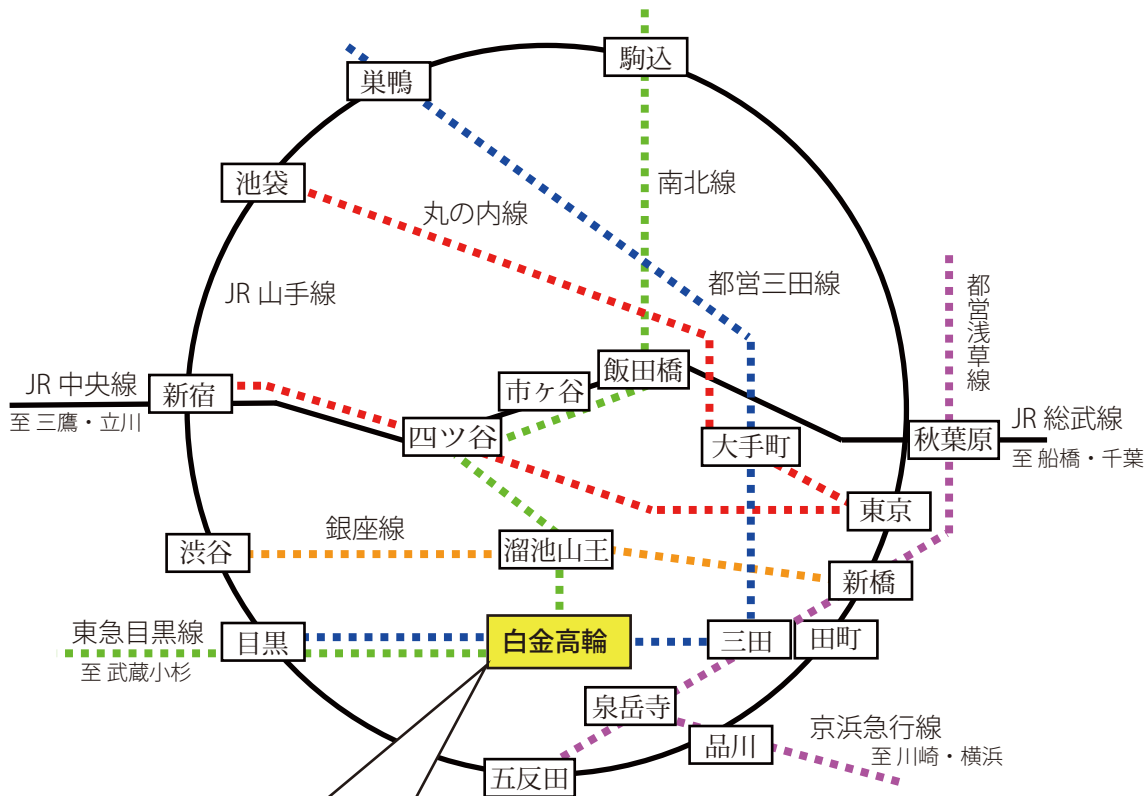 駒込
巣鴨
池袋
丸の内線
南北線
JR 山手線
都営三田線
都営浅草線
JR 中央線
至 三鷹・立川
新宿
市ヶ谷
飯田橋
四ツ谷
大手町
秋葉原
JR 総武線
至 船橋・千葉
東京
銀座線
渋谷
溜池山王
新橋
東急目黒線
至 武蔵小杉
目黒
白金高輪
三田
田町
泉岳寺
品川
京浜急行線
至 川崎・横浜
五反田